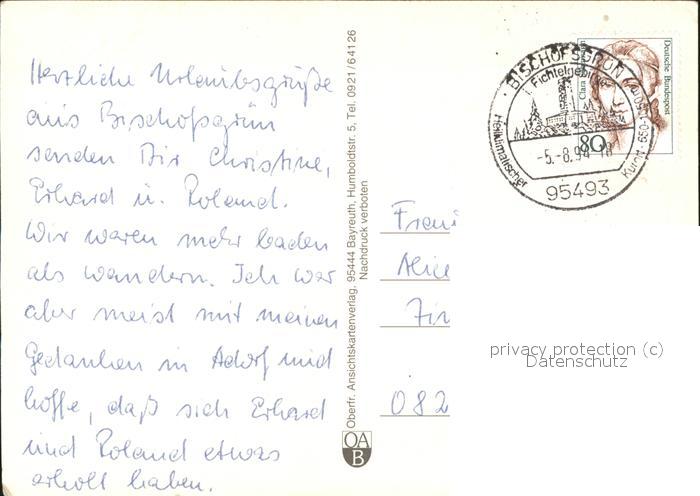 Herzliche Urlaubsgrüße
aus Bischofsgrün
senden Dir Christine,
Erhard u. Roland.
Wir waren mehr baden
als wandern. Ich war
aber meist mit meinen
Gedanken in Adorf und
hoffe, daß sich Erhard
und Roland etwas
erholt haben.
Oberfr. Ansichtskartenverlag, 95444 Bayreuth, Humboldtstr. 5, Tel. 0921/64126
Nachdruck verboten
OA
B
BISCHOFSGRÜN
Fichtelgebirge
Heilklimatischer
Kurort
-5.-8.94-18
95493
Deutsche Bundespost
Clara
80
Alice
082
privacy protection (c)
Datenschutz